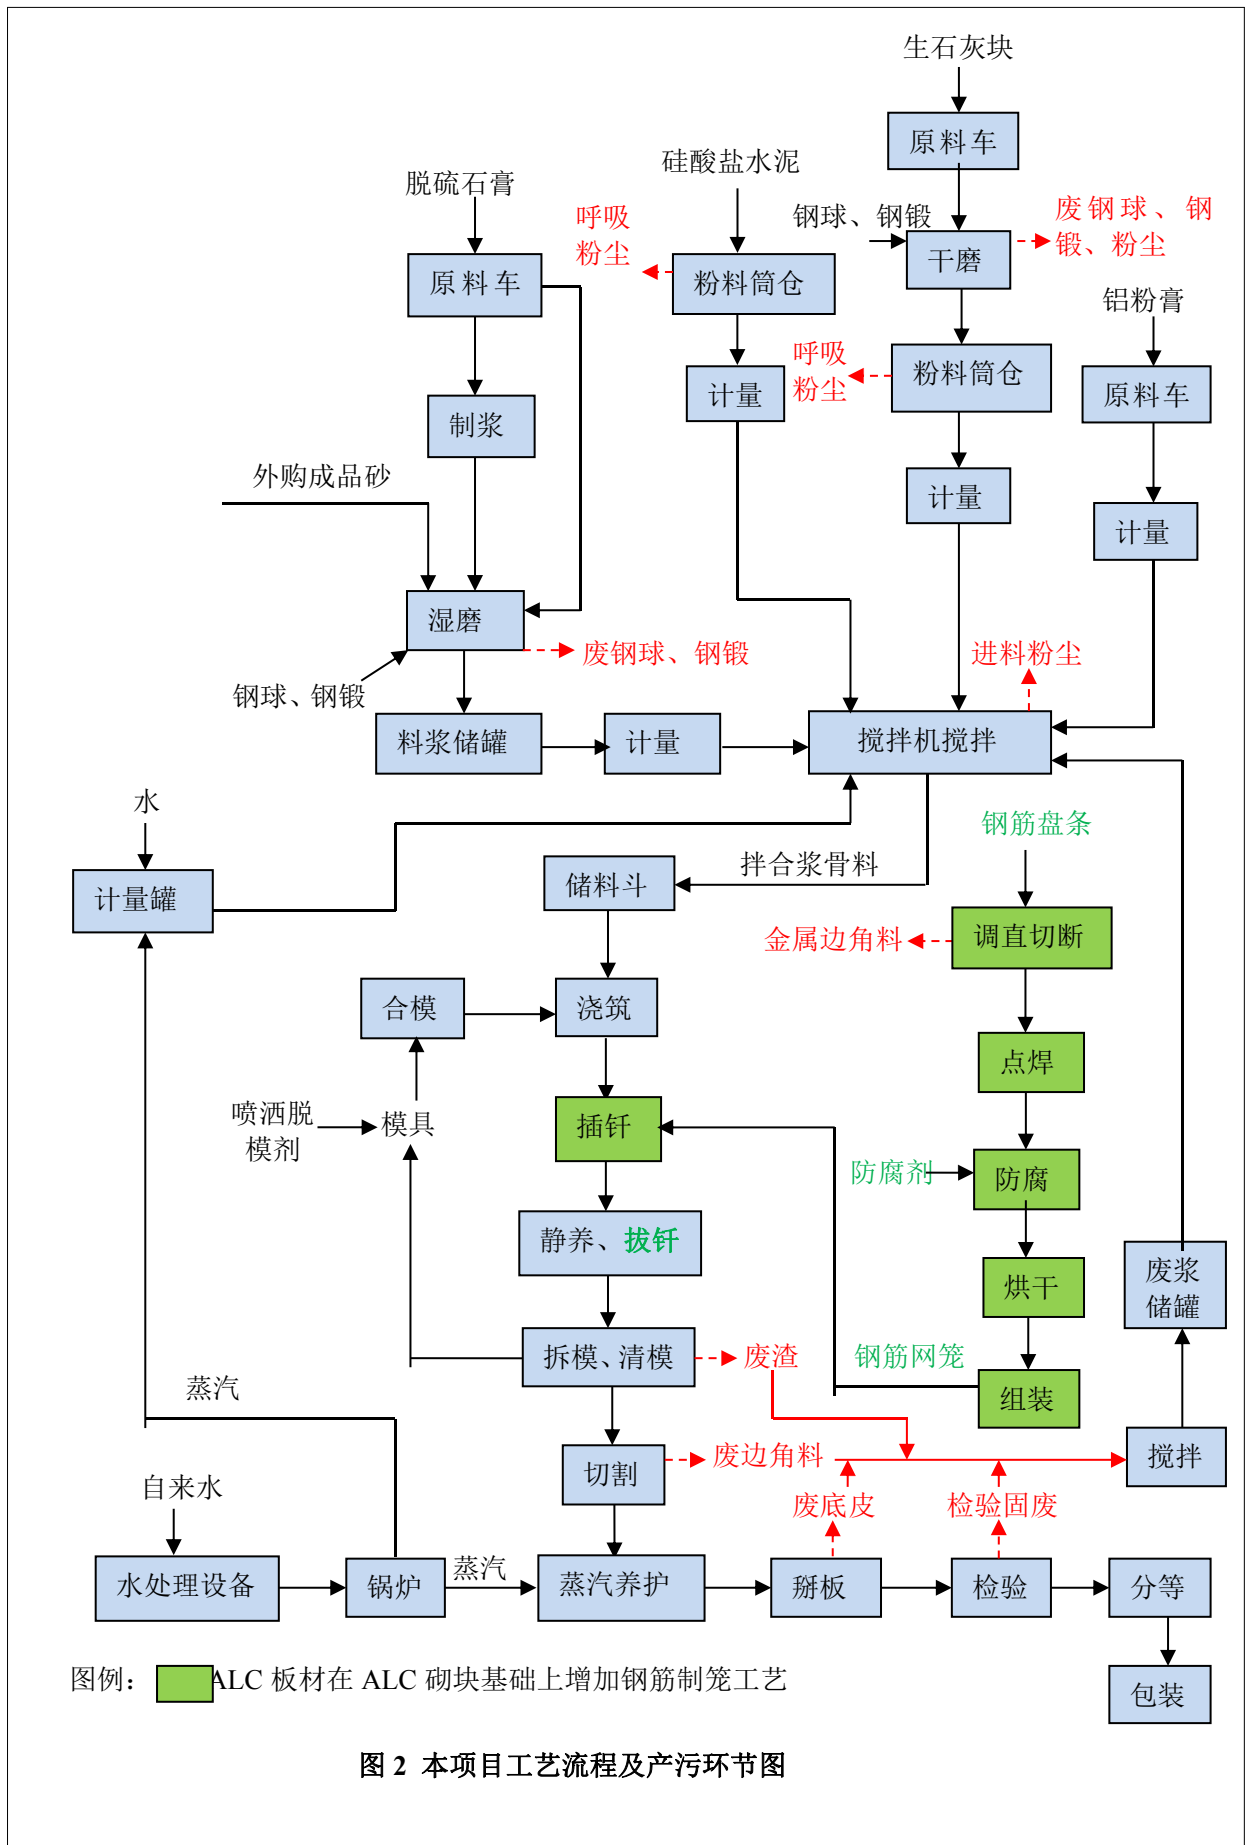 生石灰块
原料车
硅酸盐水泥
脱硫石膏
呼吸
粉尘
钢球、钢锻
废钢球、钢
锻、粉尘
干磨
原料车
粉料筒仓
铝粉膏
呼吸
粉尘
粉料筒仓
原料车
计量
制浆
外购成品砂
计量
计量
湿磨
废钢球、钢锻
进料粉尘
钢球、钢锻
料浆储罐
计量
搅拌机搅拌
水
钢筋盘条
拌合浆骨料
计量罐
储料斗
金属边角料
调直切断
合模
浇筑
点焊
喷洒脱
模剂
模具
插钎
防腐剂
防腐
静养、拔钎
废浆
储罐
烘干
拆模、清模
废渣
钢筋网笼
组装
蒸汽
切割
废边角料
搅拌
自来水
废底皮
检验固废
水处理设备
锅炉
蒸汽
蒸汽养护
掰板
检验
分等
图例：
ALC 板材在 ALC 砌块基础上增加钢筋制笼工艺
包装
图 2 本项目工艺流程及产污环节图